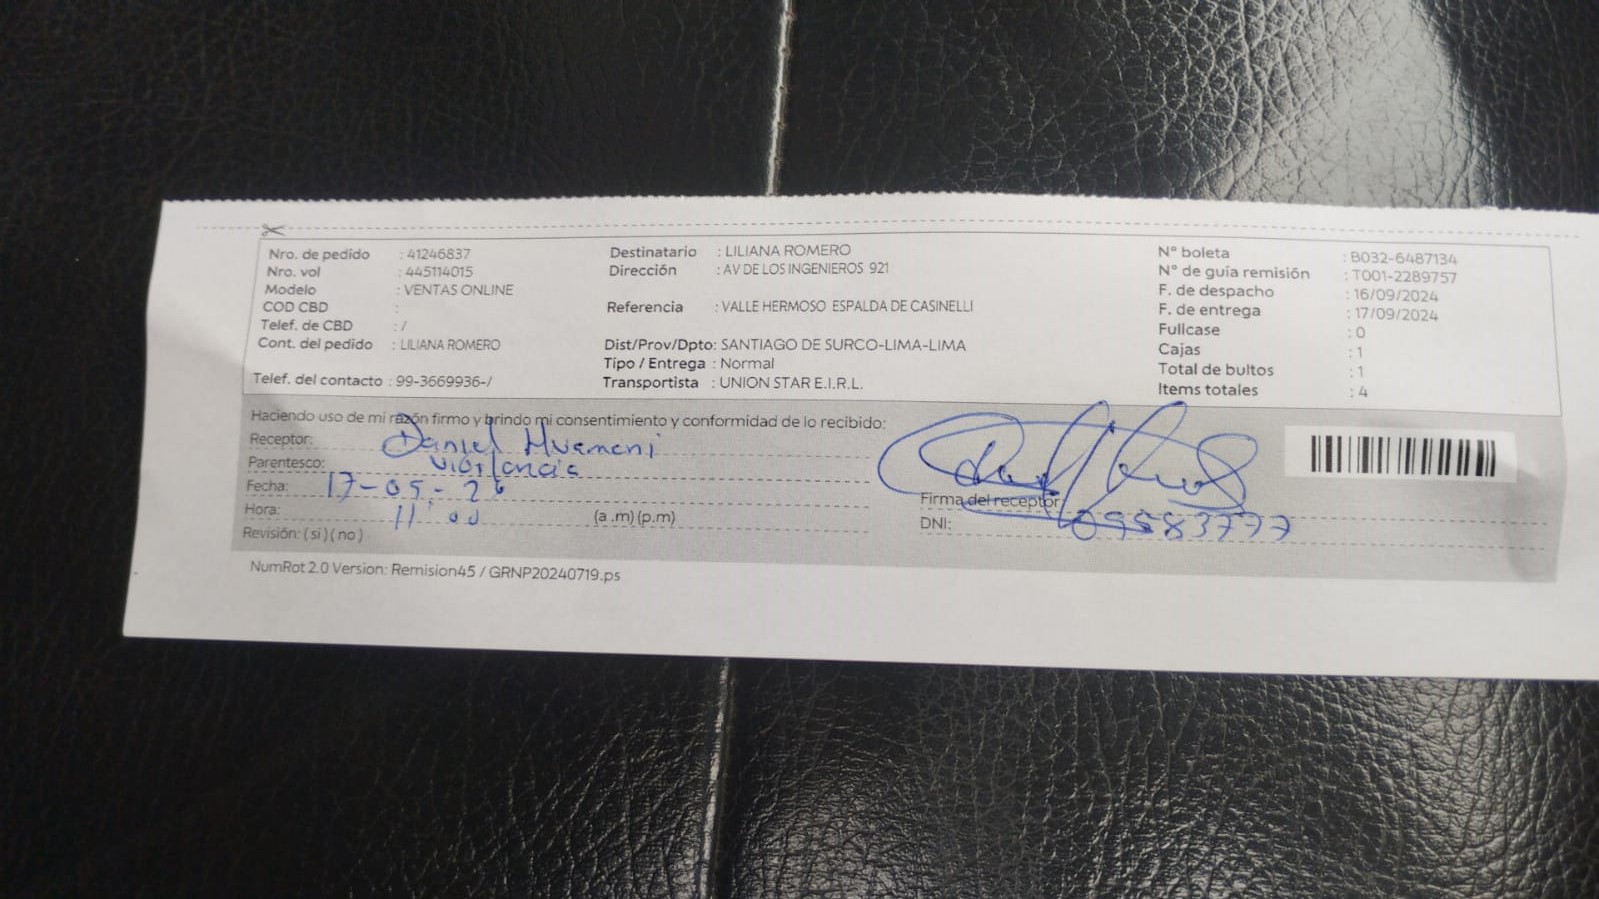 Nro. de pedido : 41246837
Nro. vol : 445114015
Modelo : VENTAS ONLINE
COD CBD :
Telef. de CBD : /
Cont. del pedido : LILIANA ROMERO
Telef. del contacto : 99-3669936-/
Destinatario : LILIANA ROMERO
Dirección : AV DE LOS INGENIEROS 921
Referencia : VALLE HERMOSO ESPALDA DE CASINELLI
Dist/Prov/Dpto: SANTIAGO DE SURCO-LIMA-LIMA
Tipo / Entrega : Normal
Transportista : UNION STAR E.I.R.L.
N° boleta : B032-6487134
N° de guía remisión : T001-2289757
F. de despacho : 16/09/2024
F. de entrega : 17/09/2024
Fullcase : 0
Cajas : 1
Total de bultos : 1
Items totales : 4
Haciendo uso de mi razón firmo y brindo mi consentimiento y conformidad de lo recibido:
Receptor: Daniel Huamani
Parentesco: Vigilancia
Fecha: 17-09-
Hora: 11:00 (a.m) (p.m)
Revisión: ( si ) ( no )
Firma del receptor:
DNI: 09583777
NumRot 2.0 Version: Remision45 / GRNP20240719.ps